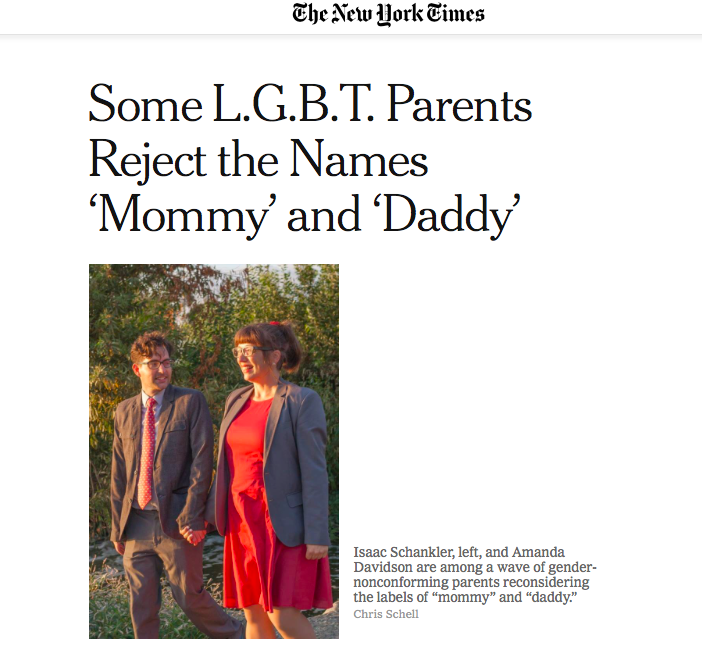 The New York Times
Some L.G.B.T. Parents
Reject the Names
‘Mommy’ and ‘Daddy’
Isaac Schankler, left, and Amanda
Davidson are among a wave of gender-
nonconforming parents reconsidering
the labels of “mommy” and “daddy.”
Chris Schell